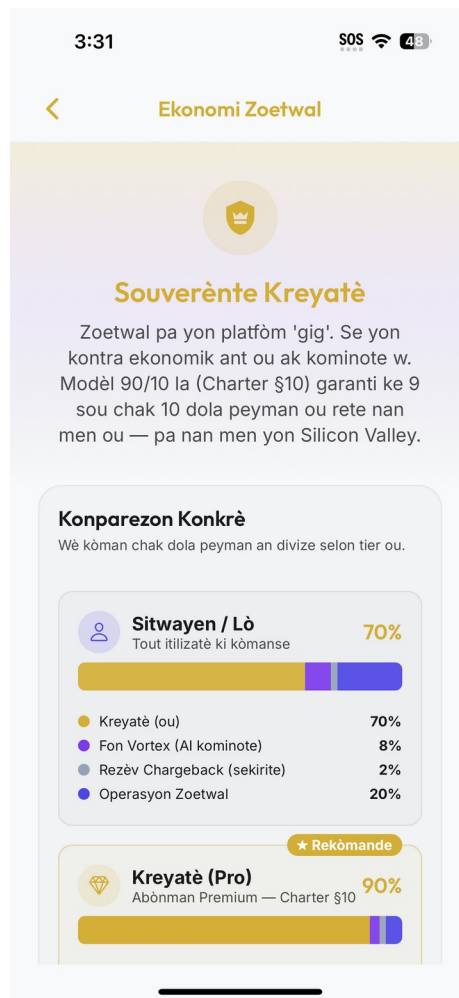 3:31
SOS
48
Ekonomi Zoetwal
Souverènte Kreyatè
Zoetwal pa yon platfòm 'gig'. Se yon
kontra ekonomik ant ou ak kominote w.
Modèl 90/10 la (Charter §10) garanti ke 9
sou chak 10 dola peyman ou rete nan
men ou — pa nan men yon Silicon Valley.
Konparezon Konkrè
Wè kòman chak dola peyman an divize selon tier ou.
Sitwayen / Lò
70%
Tout itilizatè ki kòmanse
Kreyatè (ou)
70%
Fon Vortex (AI kominote)
8%
Rezèv Chargeback (sekirite)
2%
Operasyon Zoetwal
20%
★ Rekòmande
Kreyatè (Pro)
90%
Abònman Premium — Charter §10